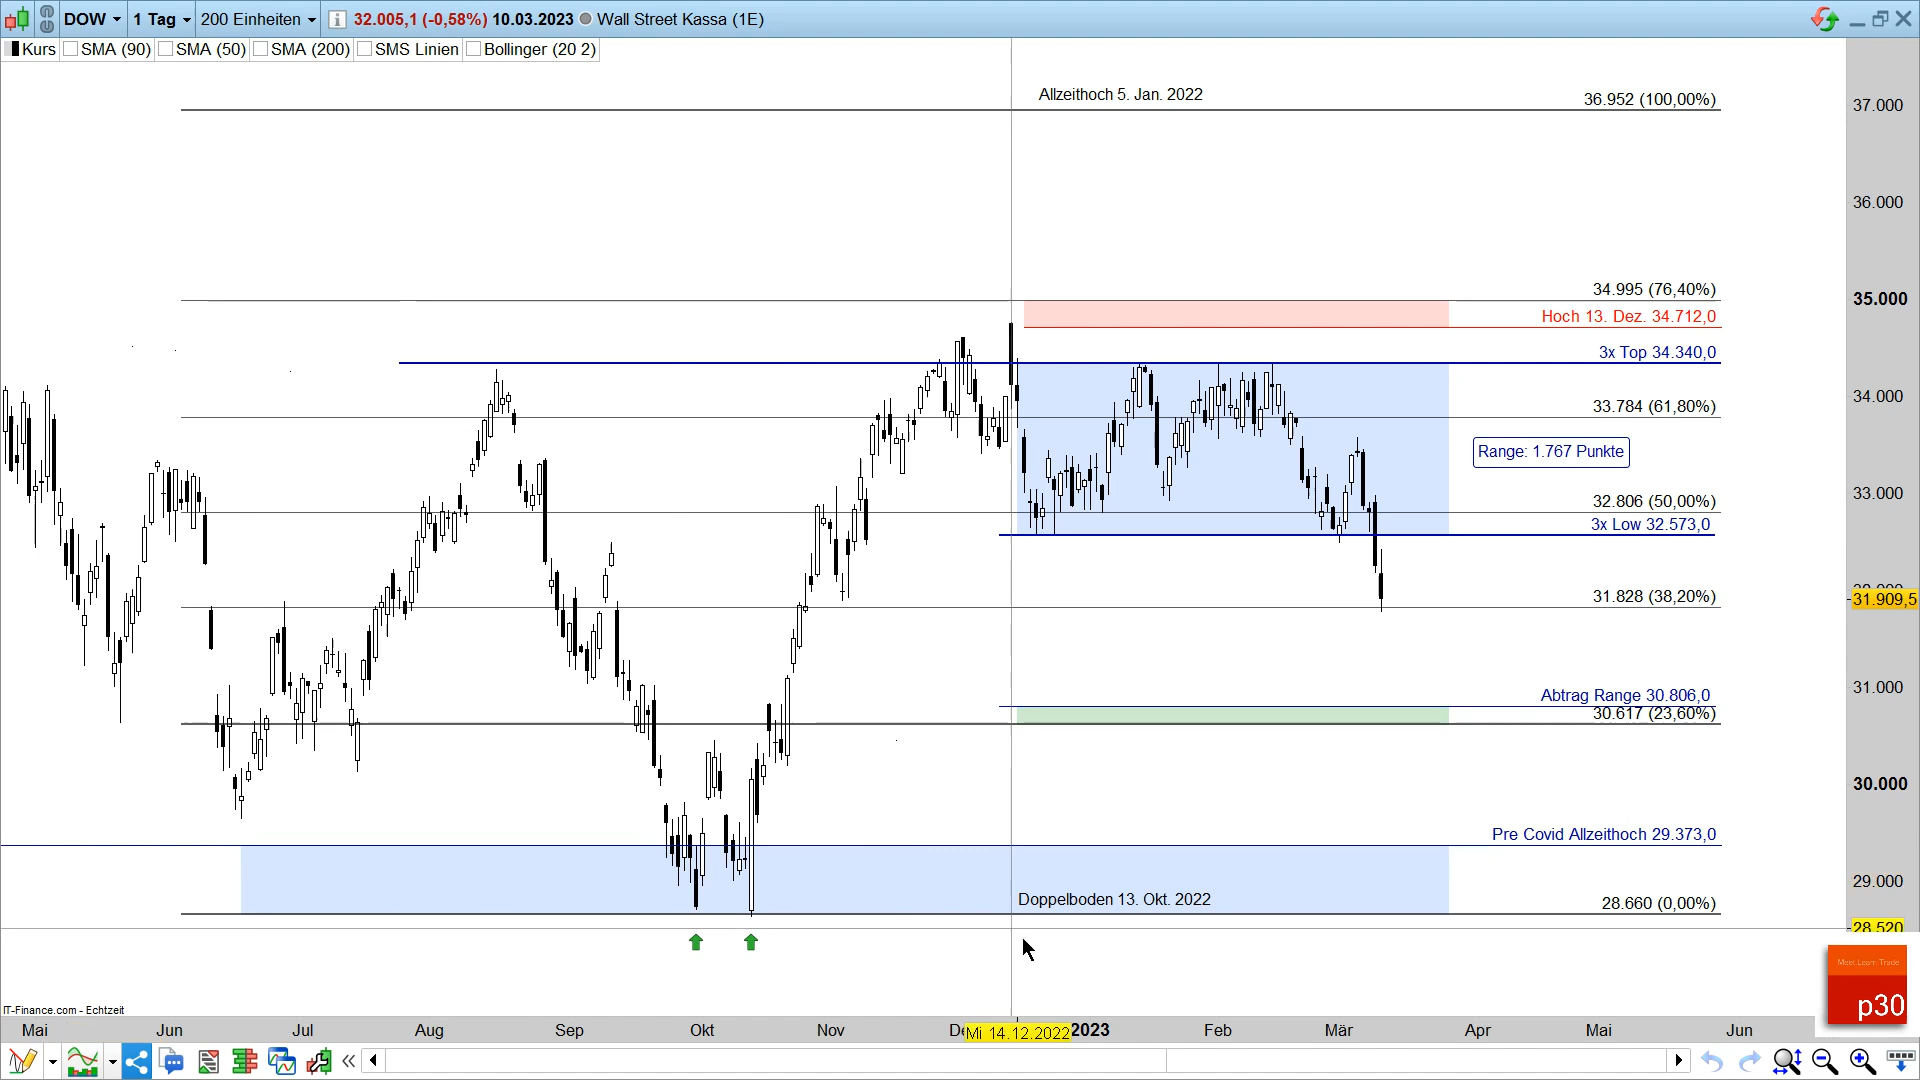 DOW 1 Tag 200 Einheiten 32.005,1 (-0,58%) 10.03.2023 Wall Street Kassa (1E)
Kurs SMA (90) SMA (50) SMA (200) SMS Linien Bollinger (20 2)
Allzeithoch 5. Jan. 2022
36.952 (100,00%)
37.000
36.000
34.995 (76,40%)
35.000
Hoch 13. Dez. 34.712,0
3x Top 34.340,0
34.000
33.784 (61,80%)
Range: 1.767 Punkte
33.000
32.806 (50,00%)
3x Low 32.573,0
31.828 (38,20%)
31.909,5
Abtrag Range 30.806,0
31.000
30.617 (23,60%)
30.000
Pre Covid Allzeithoch 29.373,0
29.000
Doppelboden 13. Okt. 2022
28.660 (0,00%)
28.520
Meet.Learn.Trade
p30
IT-Finance.com - Echtzeit
Mai Jun Jul Aug Sep Okt Nov Mi 14.12.2022 2023 Feb Mär Apr Mai Jun